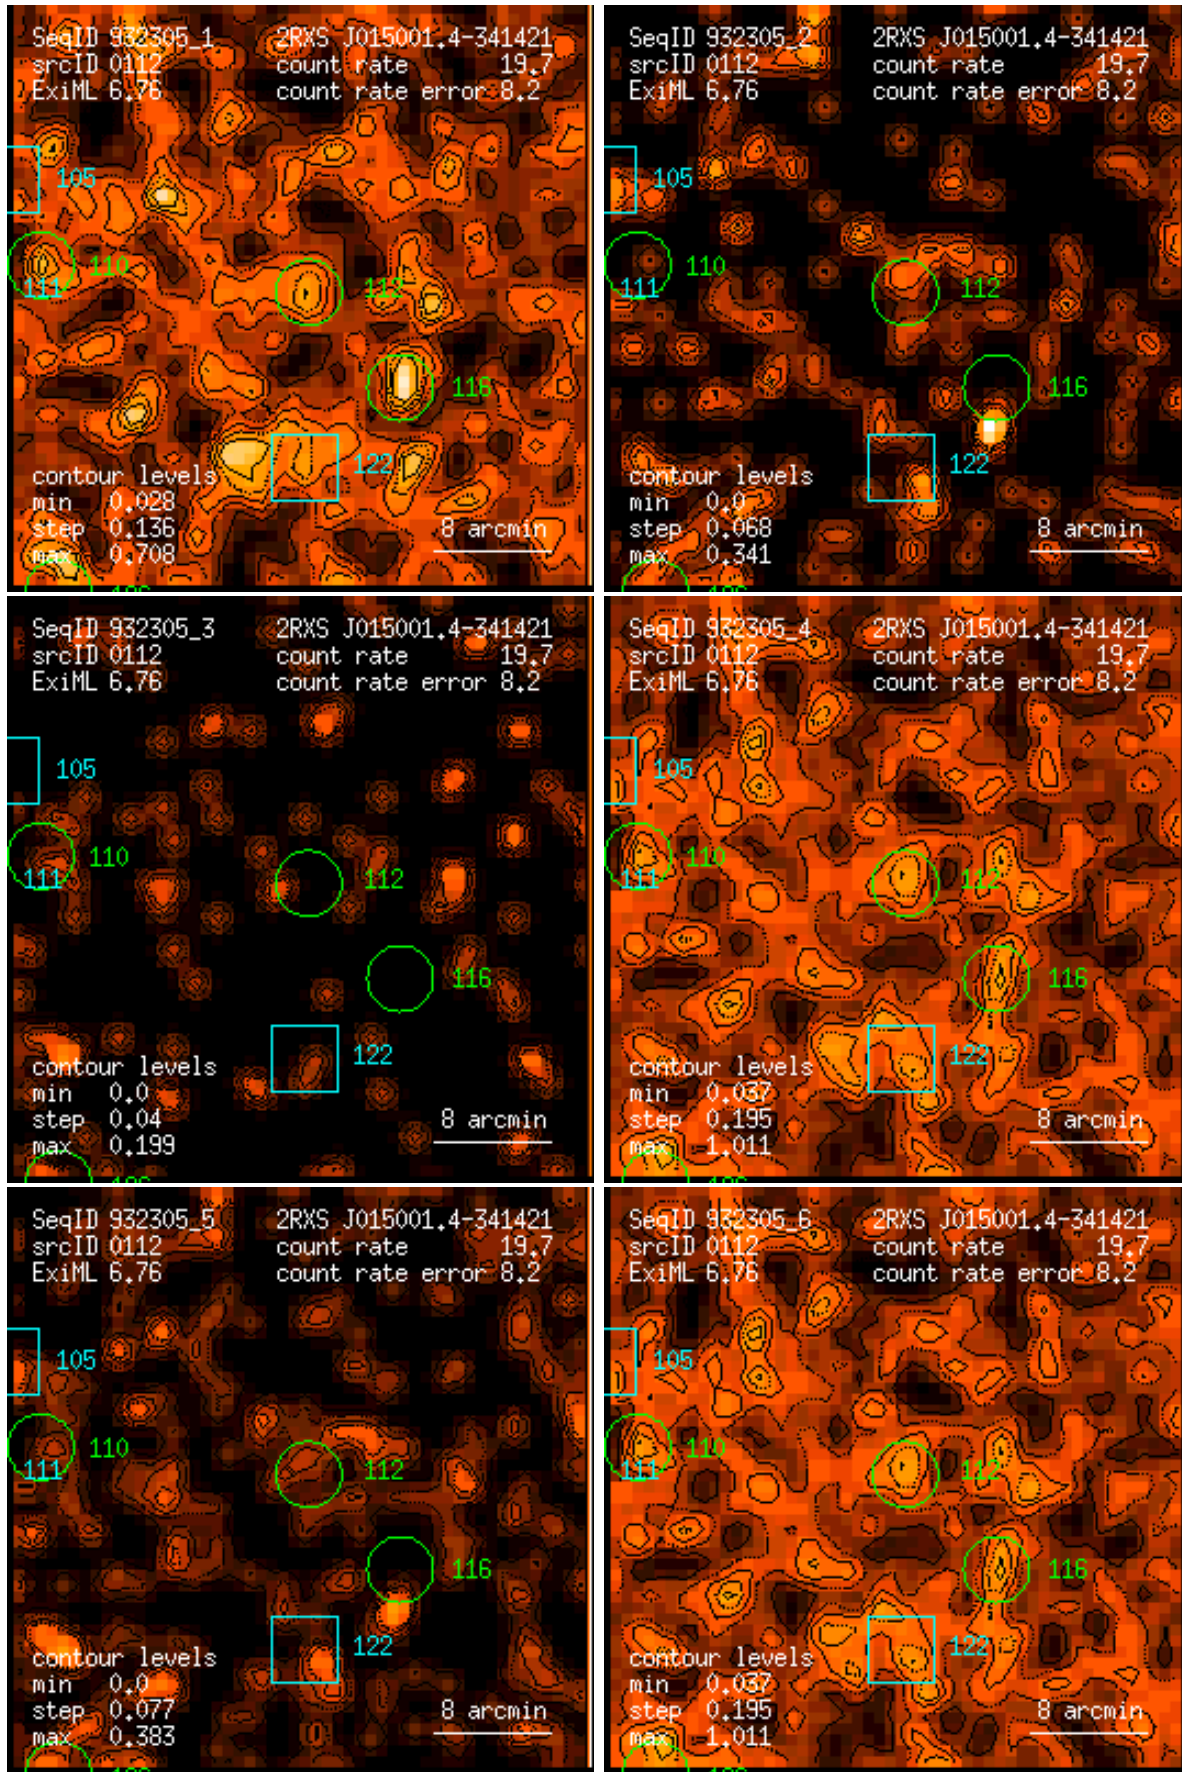 SeqID 932305_1 2RXS J015001.4-341421
srcID 0112 count rate 19.7
ExiML 6.76 count rate error 8.2
105
110
111 112
116
122
contour levels
min 0.028
step 0.136 8 arcmin
max 0.708
SeqID 932305_2 2RXS J015001.4-341421
srcID 0112 count rate 19.7
ExiML 6.76 count rate error 8.2
105
110
111 112
116
122
contour levels
min 0.0
step 0.068 8 arcmin
max 0.341
SeqID 932305_3 2RXS J015001.4-341421
srcID 0112 count rate 19.7
ExiML 6.76 count rate error 8.2
105
110
111 112
116
122
contour levels
min 0.0
step 0.04 8 arcmin
max 0.199
SeqID 932305_4 2RXS J015001.4-341421
srcID 0112 count rate 19.7
ExiML 6.76 count rate error 8.2
105
110
111 112
116
122
contour levels
min 0.037
step 0.195 8 arcmin
max 1.011
SeqID 932305_5 2RXS J015001.4-341421
srcID 0112 count rate 19.7
ExiML 6.76 count rate error 8.2
105
110
111 112
116
122
contour levels
min 0.0
step 0.077 8 arcmin
max 0.383
SeqID 932305_6 2RXS J015001.4-341421
srcID 0112 count rate 19.7
ExiML 6.76 count rate error 8.2
105
110
111 112
116
122
contour levels
min 0.037
step 0.195 8 arcmin
max 1.011